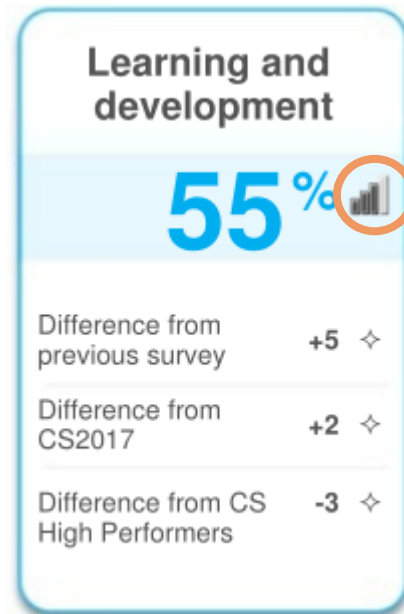 Learning and
development
55%
Difference from
previous survey
+5 ✧
Difference from
CS2017
+2 ✧
Difference from CS
High Performers
-3 ✧